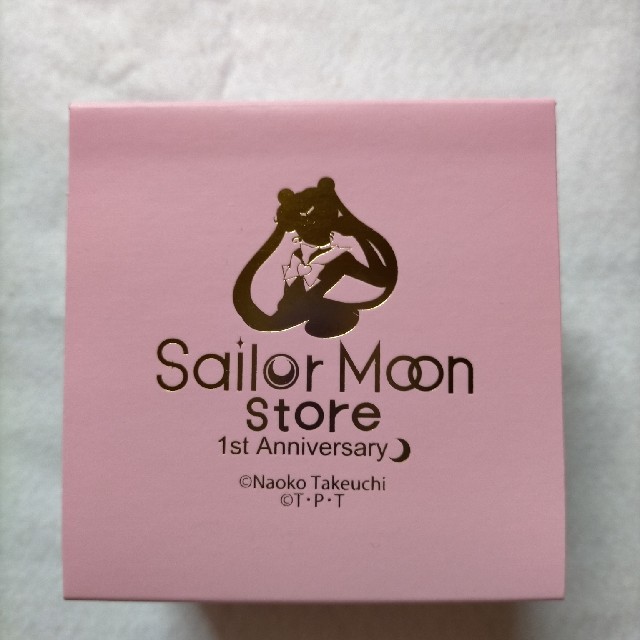 Sailor Moon
store
1st Anniversary
©Naoko Takeuchi
©T・P・T